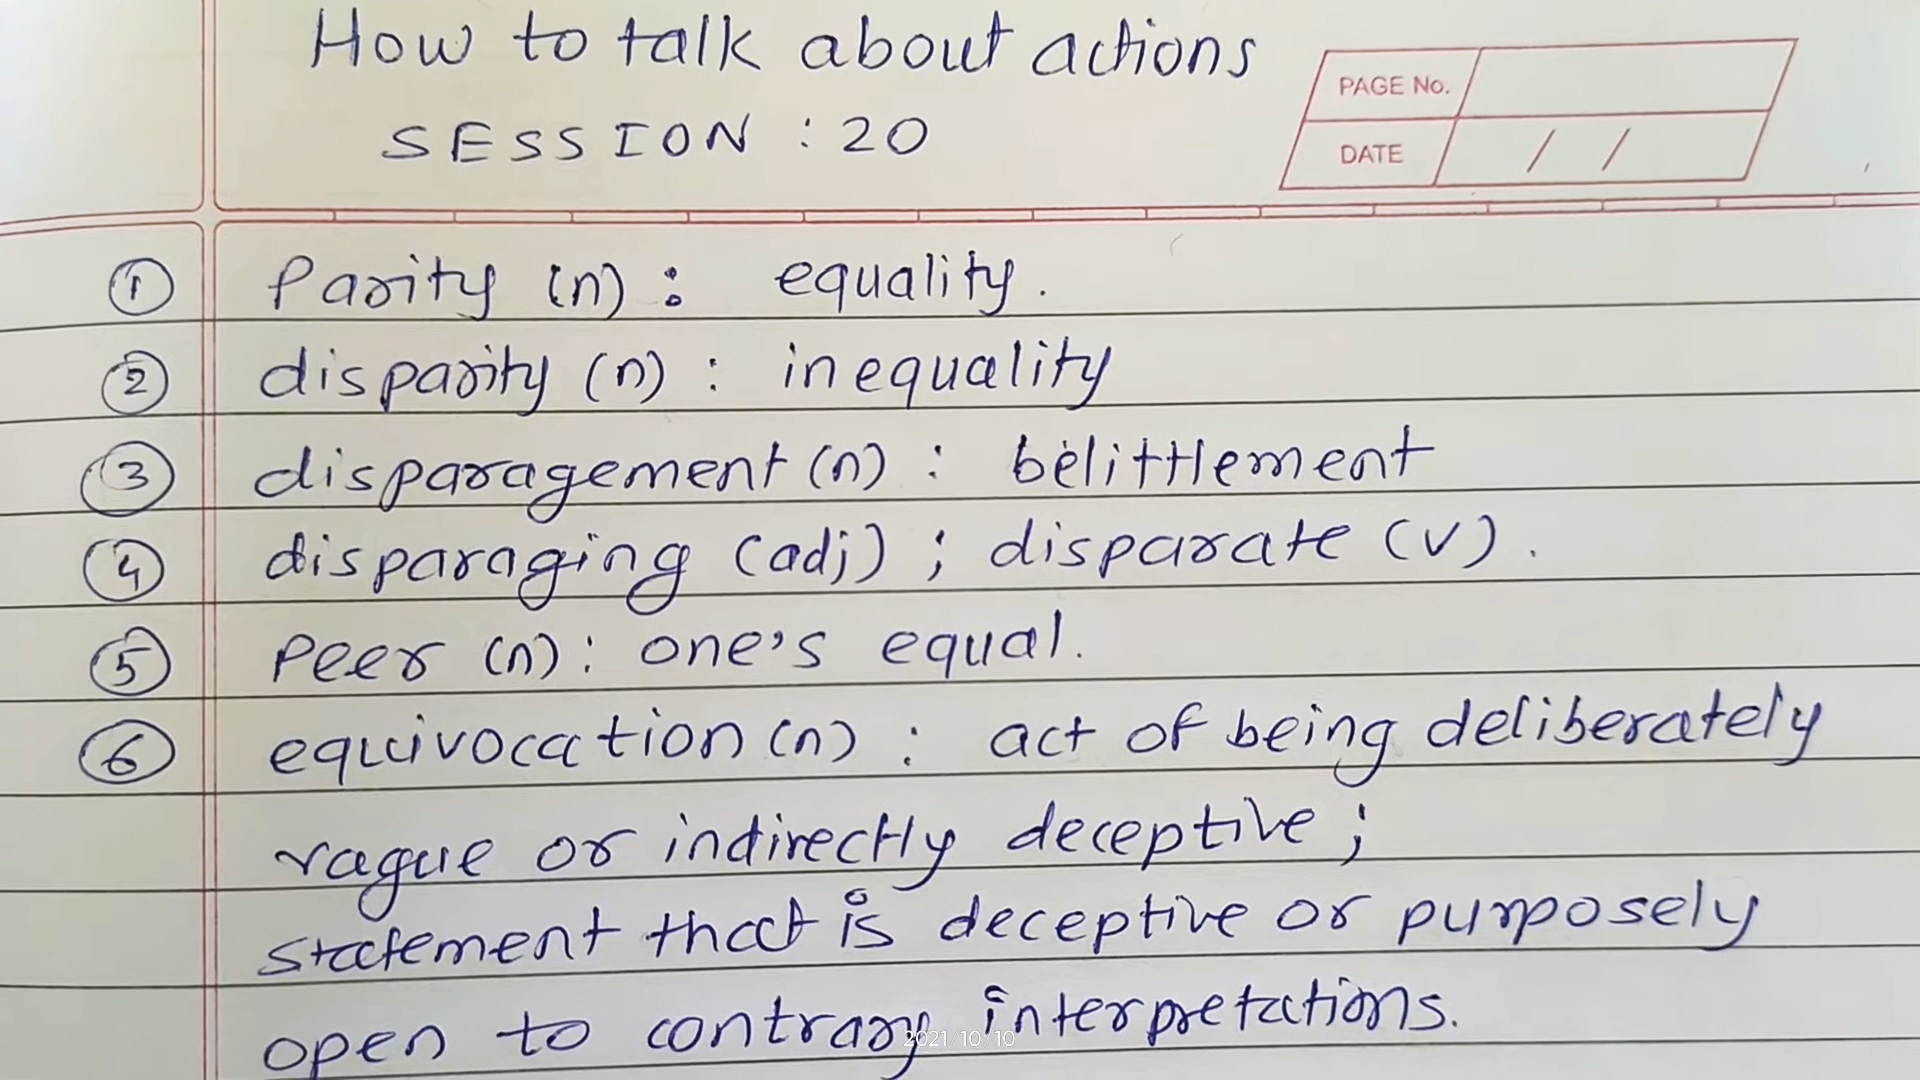 How to talk about actions
SESSION : 20
PAGE No.
DATE / /
① Parity (n) : equality.
② disparity (n) : inequality
③ disparagement (n) : belittlement
④ disparaging (adj) ; disparate (v).
⑤ Peer (n) : one's equal.
⑥ equivocation (n) : act of being deliberately
vague or indirectly deceptive ;
statement that is deceptive or purposely
open to contrary interpretations.
2021/10/10